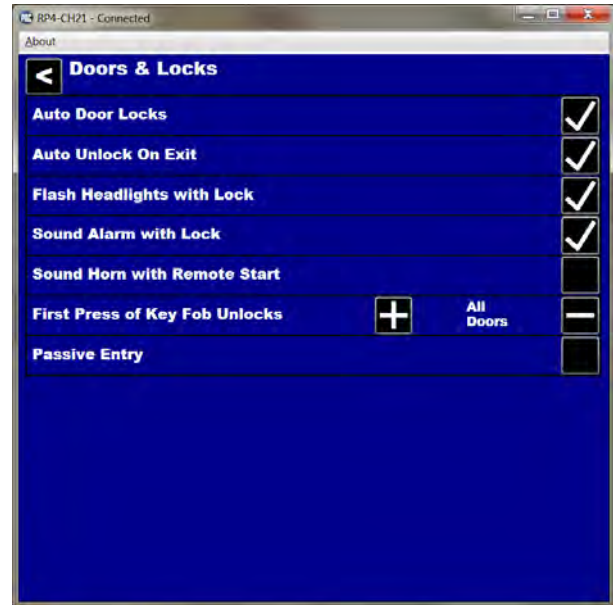 RP4-CH21 - Connected
About
< Doors & Locks
Auto Door Locks
Auto Unlock On Exit
Flash Headlights with Lock
Sound Alarm with Lock
Sound Horn with Remote Start
First Press of Key Fob Unlocks + All Doors −
Passive Entry